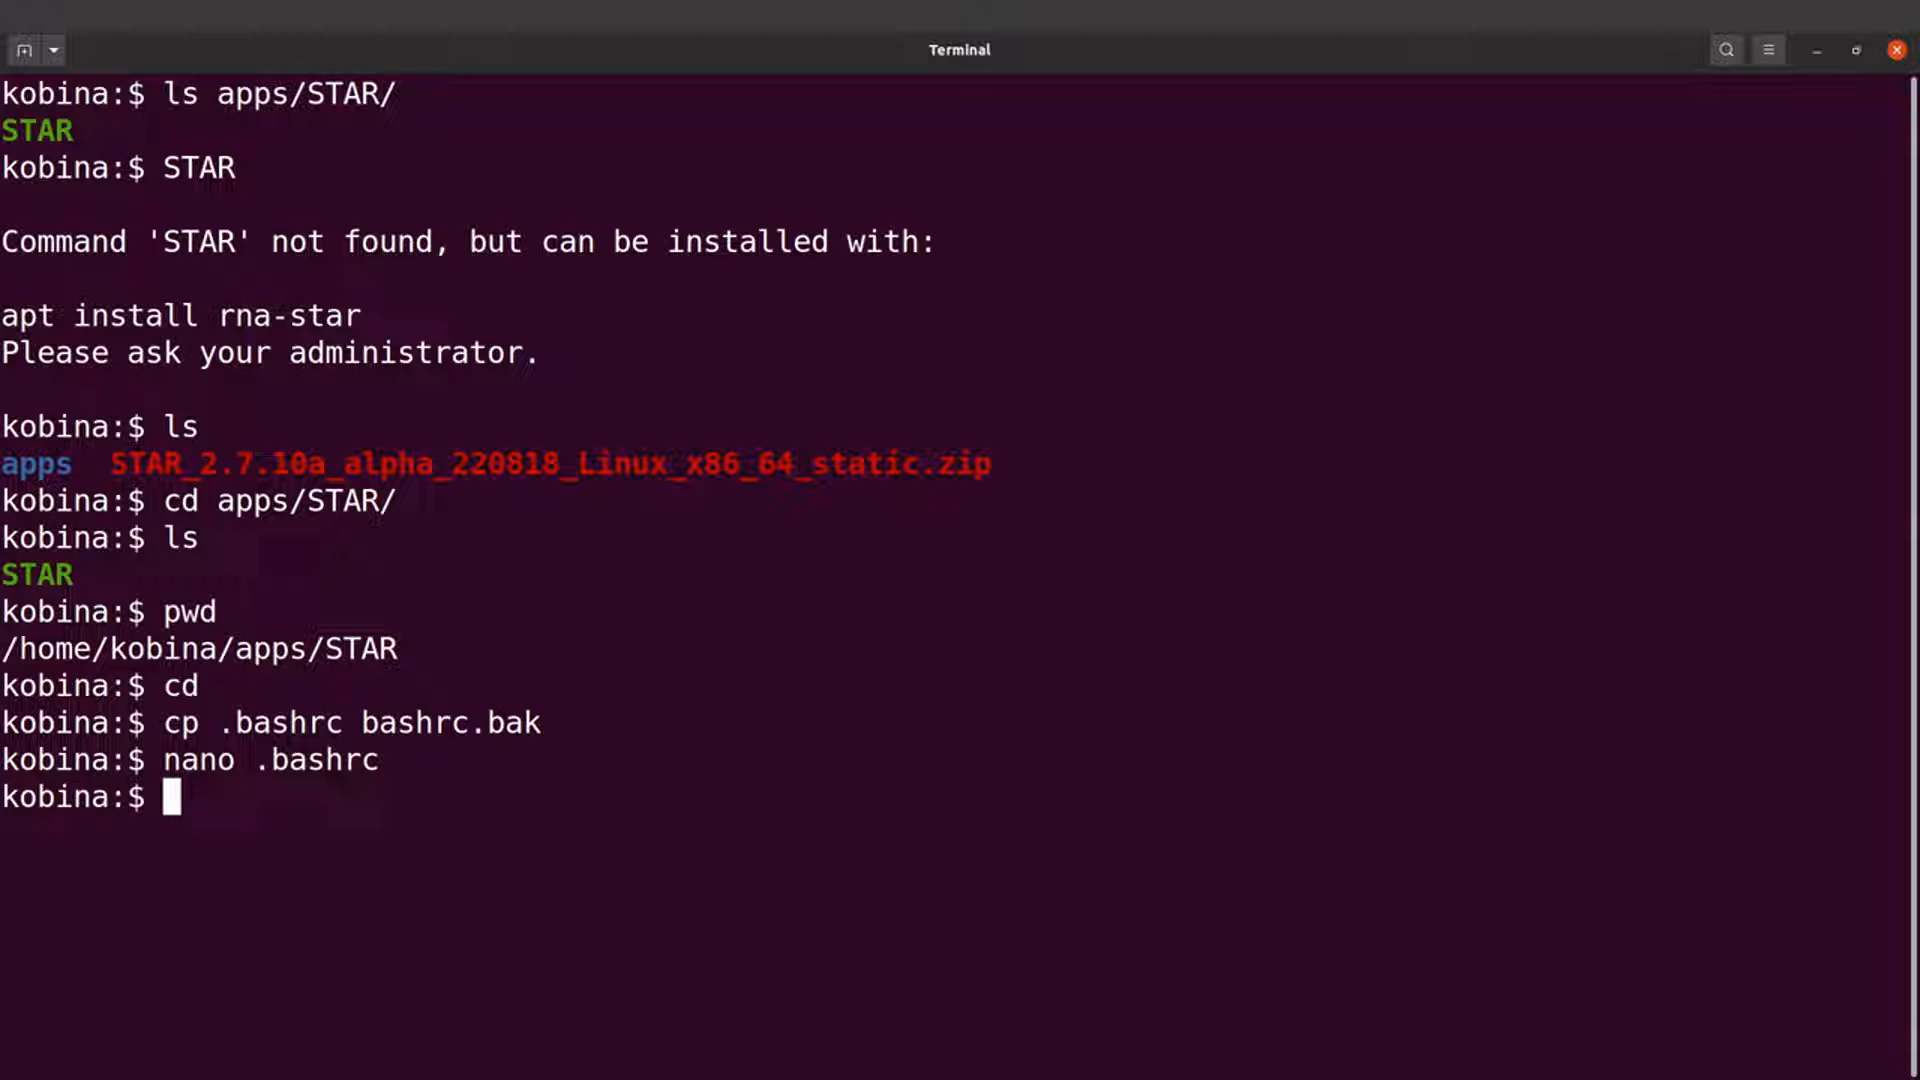 Terminal
kobina:$ ls apps/STAR/
STAR
kobina:$ STAR
Command 'STAR' not found, but can be installed with:
apt install rna-star
Please ask your administrator.
kobina:$ ls
apps  STAR_2.7.10a_alpha_220818_Linux_x86_64_static.zip
kobina:$ cd apps/STAR/
kobina:$ ls
STAR
kobina:$ pwd
/home/kobina/apps/STAR
kobina:$ cd
kobina:$ cp .bashrc bashrc.bak
kobina:$ nano .bashrc
kobina:$